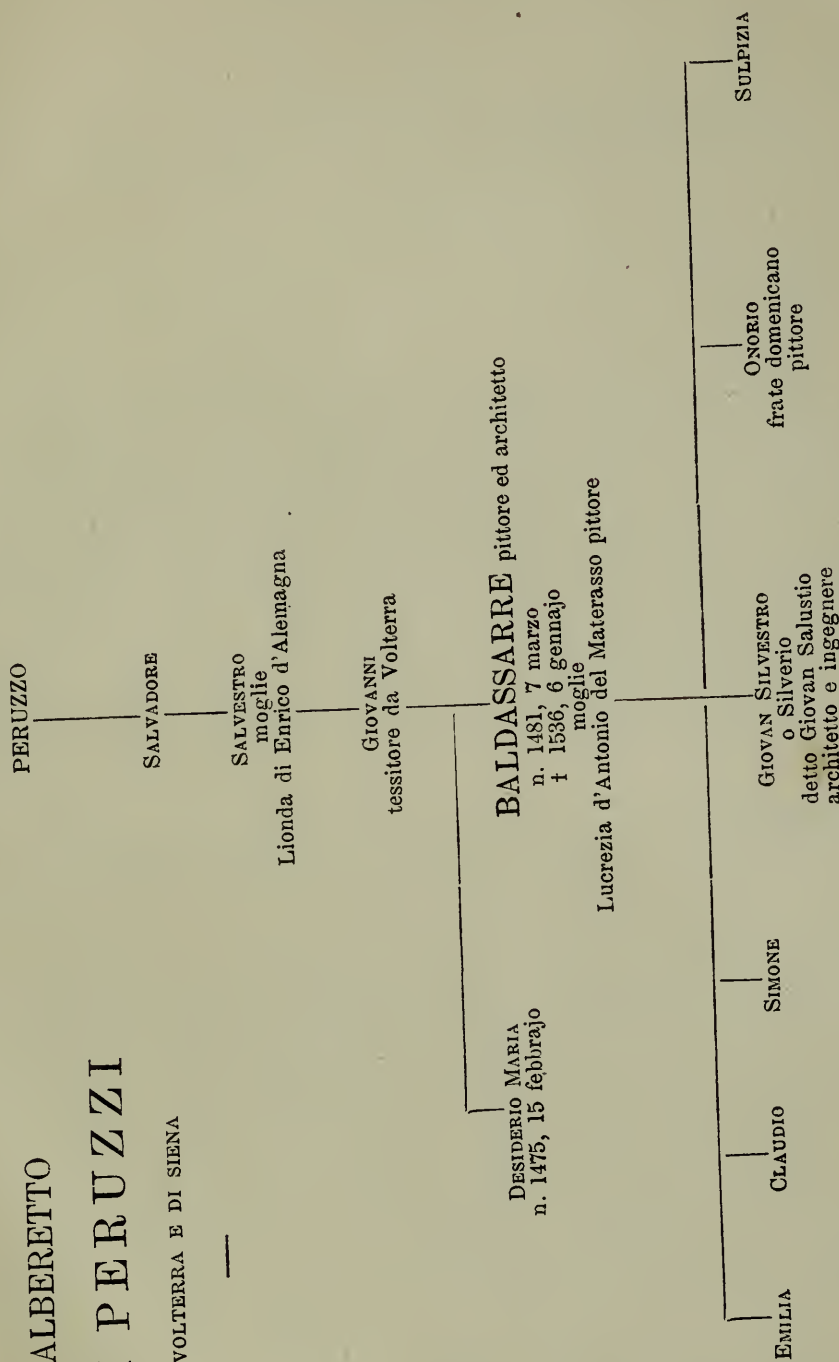 ALBERETTO
PERUZZI
VOLTERRA E DI SIENA
PERUZZO
SALVADORE
SALVESTRO
moglie
Lionda di Enrico d'Alemagna
GIOVANNI
tessitore da Volterra
DESIDERIO MARIA
n. 1475, 15 febbrajo
BALDASSARRE pittore ed architetto
n. 1481, 7 marzo
† 1536, 6 gennajo
moglie
Lucrezia d'Antonio del Materasso pittore
EMILIA
CLAUDIO
SIMONE
GIOVAN SILVESTRO
o Silverio
detto Giovan Salustio
architetto e ingegnere
ONORIO
frate domenicano
pittore
SULPIZIA